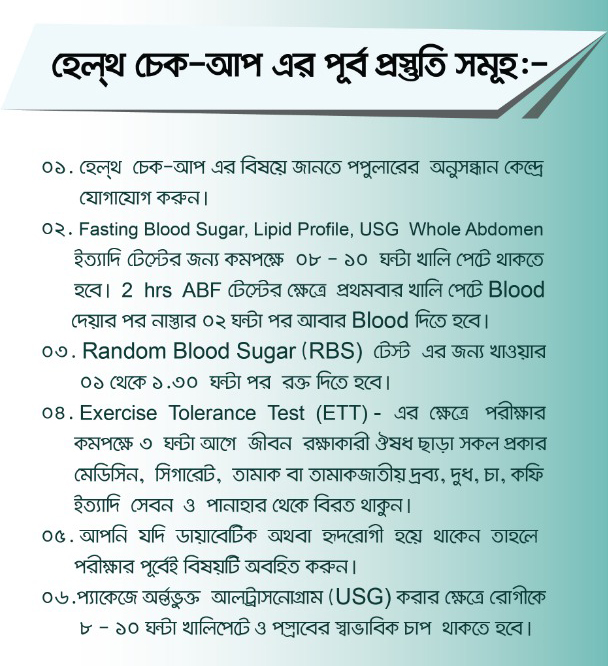 হেল্থ চেক-আপ এর পূর্ব প্রস্তুতি সমূহ:-
০১. হেল্থ চেক-আপ এর বিষয়ে জানতে পপুলারের অনুসন্ধান কেন্দ্রে
যোগাযোগ করুন।
০২. Fasting Blood Sugar, Lipid Profile, USG Whole Abdomen
ইত্যাদি টেস্টের জন্য কমপক্ষে ০৮ - ১০ ঘন্টা খালি পেটে থাকতে
হবে। 2 hrs ABF টেস্টের ক্ষেত্রে প্রথমবার খালি পেটে Blood
দেয়ার পর নাস্তার ০২ ঘন্টা পর আবার Blood দিতে হবে।
০৩. Random Blood Sugar (RBS) টেস্ট এর জন্য খাওয়ার
০১ থেকে ১.৩০ ঘন্টা পর রক্ত দিতে হবে।
০৪. Exercise Tolerance Test (ETT) - এর ক্ষেত্রে পরীক্ষার
কমপক্ষে ৩ ঘন্টা আগে জীবন রক্ষাকারী ঔষধ ছাড়া সকল প্রকার
মেডিসিন, সিগারেট, তামাক বা তামাকজাতীয় দ্রব্য, দুধ, চা, কফি
ইত্যাদি সেবন ও পানাহার থেকে বিরত থাকুন।
০৫. আপনি যদি ডায়াবেটিক অথবা হৃদরোগী হয়ে থাকেন তাহলে
পরীক্ষার পূর্বেই বিষয়টি অবহিত করুন।
০৬.প্যাকেজে অর্ন্তভুক্ত আলট্রাসনোগ্রাম (USG) করার ক্ষেত্রে রোগীকে
৮ - ১০ ঘন্টা খালিপেটে ও প্রস্রাবের স্বাভাবিক চাপ থাকতে হবে।